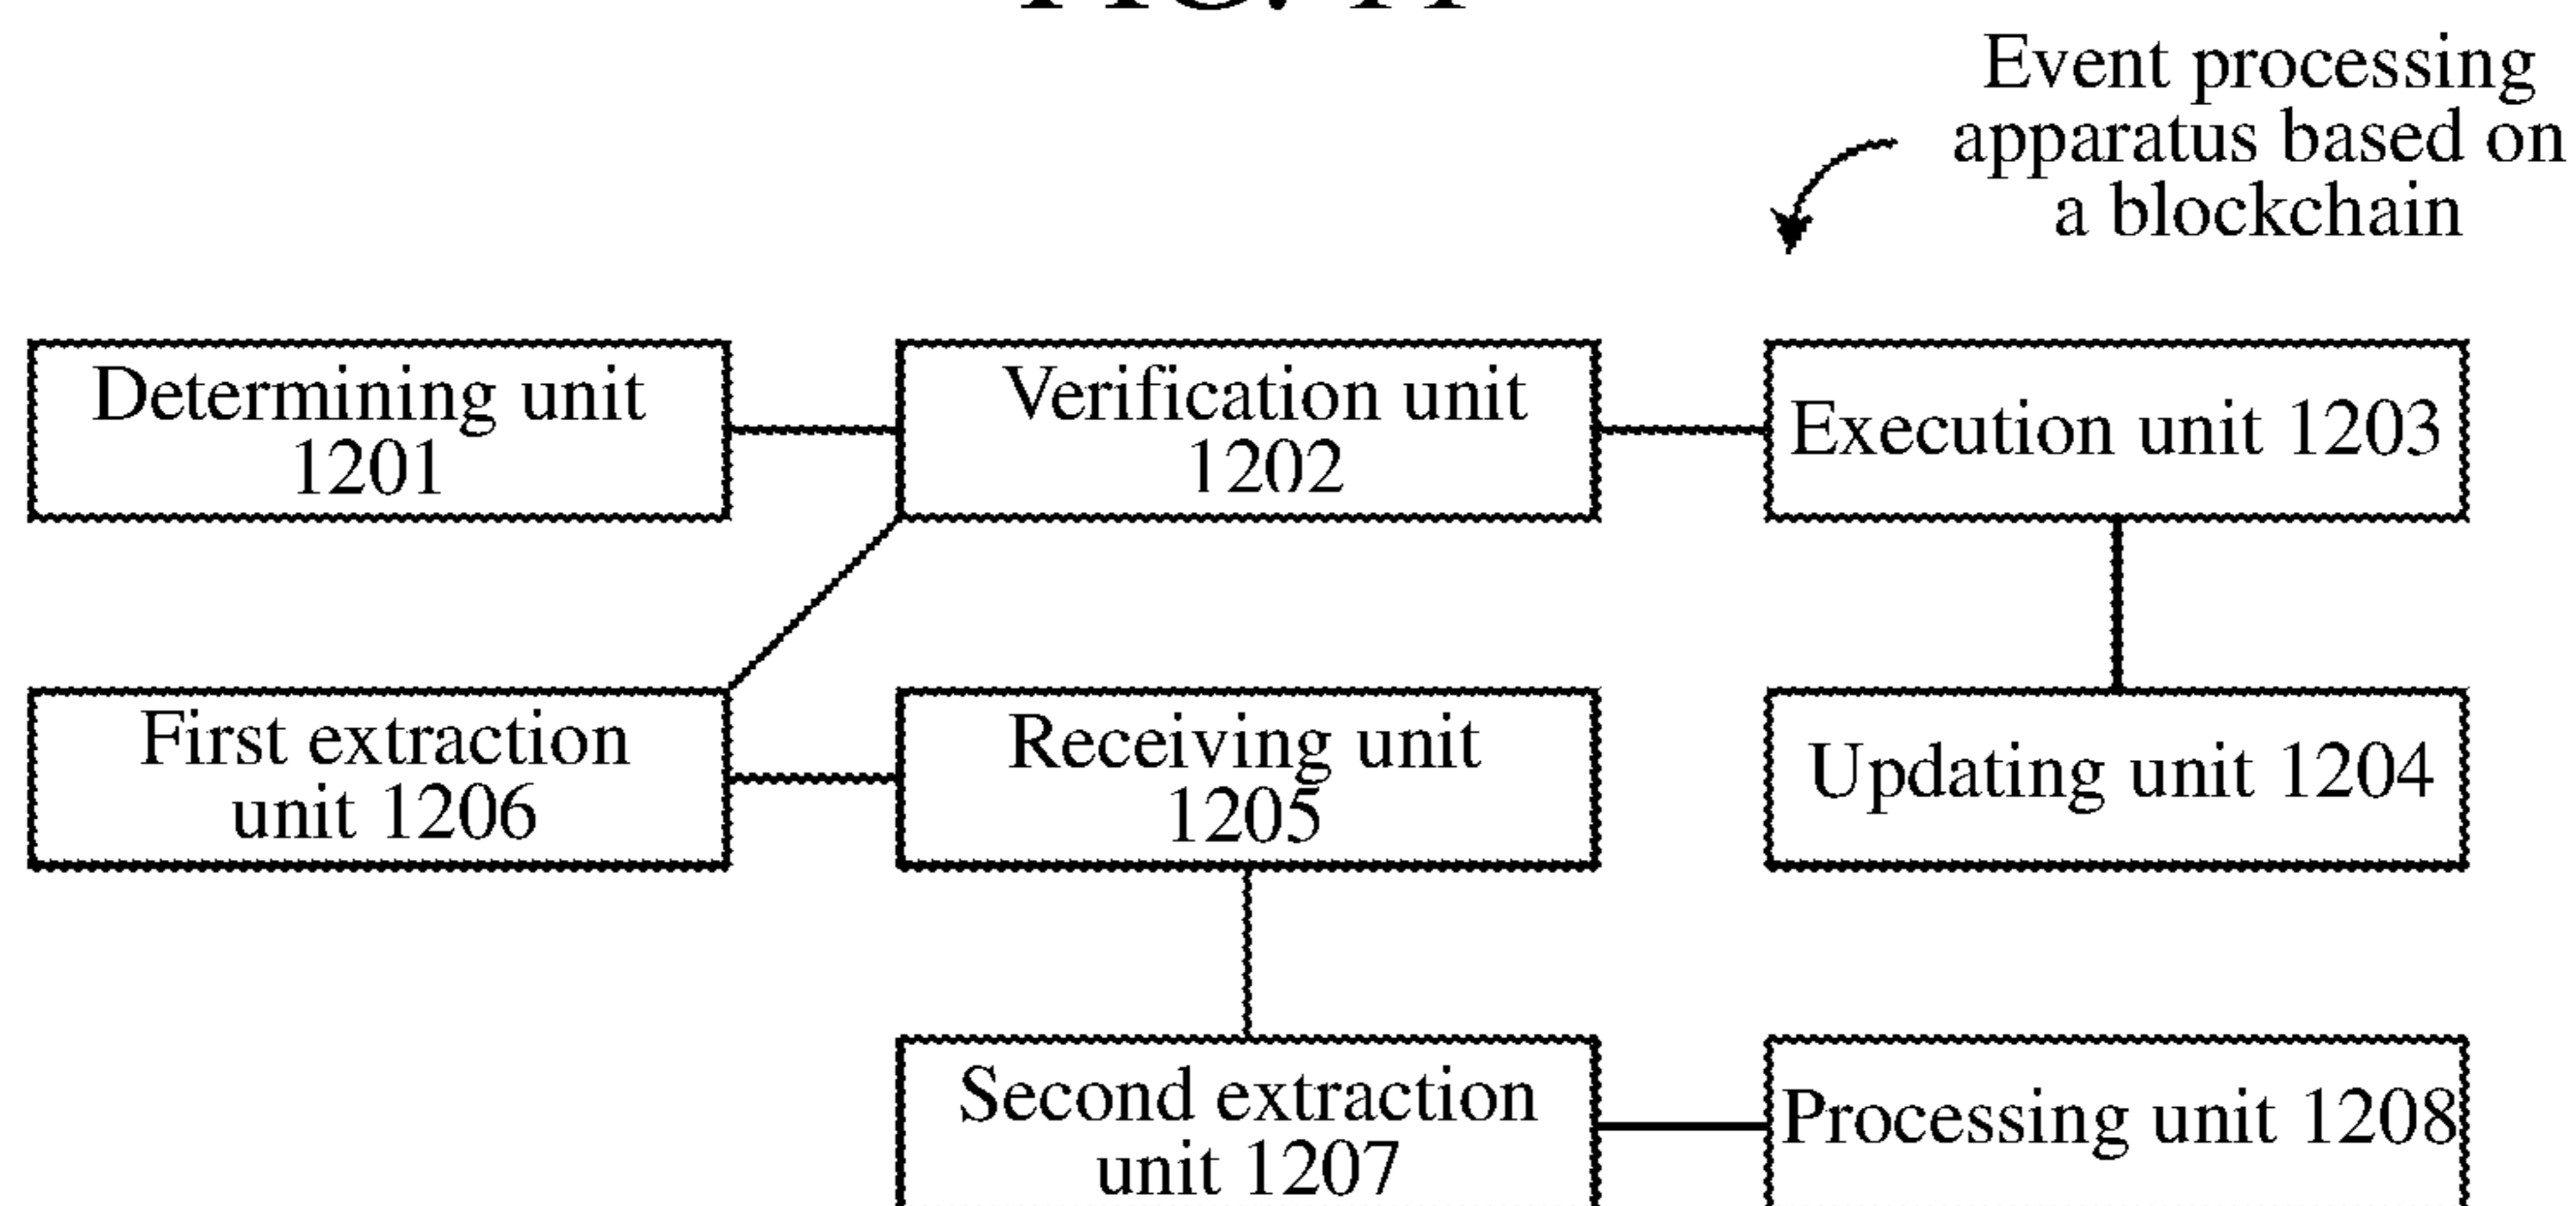 Event processing
apparatus based on
a blockchain
Determining unit
1201
Verification unit
1202
Execution unit 1203
First extraction
unit 1206
Receiving unit
1205
Updating unit 1204
Second extraction
unit 1207
Processing unit 1208